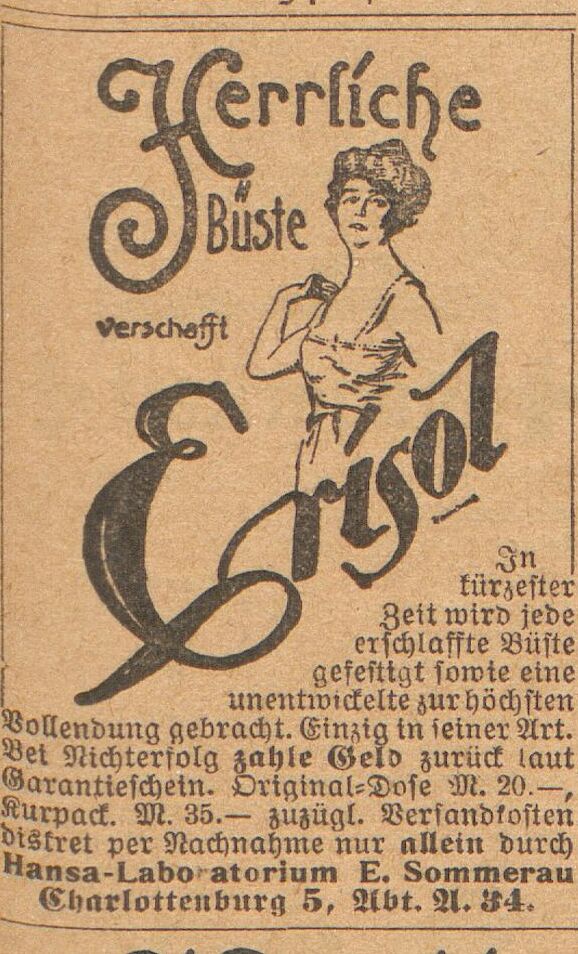 Herrliche
Büste
verschafft
Erisol
In
kürzester
Zeit wird jede
erschlaffte Büste
gefestigt sowie eine
unentwickelte zur höchsten
Vollendung gebracht. Einzig in seiner Art.
Bei Nichterfolg zahle Geld zurück laut
Garantieschein. Original-Dose M. 20.—,
Kurpack. M. 35.— zuzügl. Versandkosten
diskret per Nachnahme nur allein durch
Hansa-Laboratorium E. Sommerau
Charlottenburg 5, Abt. A. 34.